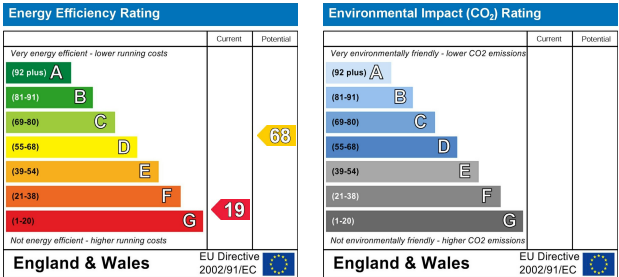 Energy Efficiency Rating
Current Potential
Very energy efficient - lower running costs
(92 plus) A
(81-91) B
(69-80) C
(55-68) D
68
(39-54) E
(21-38) F
(1-20) G
19
Not energy efficient - higher running costs
England & Wales
EU Directive
2002/91/EC
Environmental Impact (CO₂) Rating
Current Potential
Very environmentally friendly - lower CO2 emissions
(92 plus) A
(81-91) B
(69-80) C
(55-68) D
(39-54) E
(21-38) F
(1-20) G
Not environmentally friendly - higher CO2 emissions
England & Wales
EU Directive
2002/91/EC